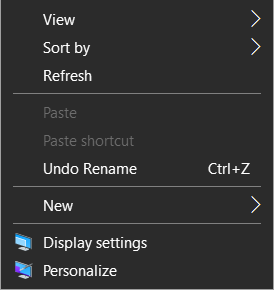 View
Sort by
Refresh
Paste
Paste shortcut
Undo Rename Ctrl+Z
New
Display settings
Personalize